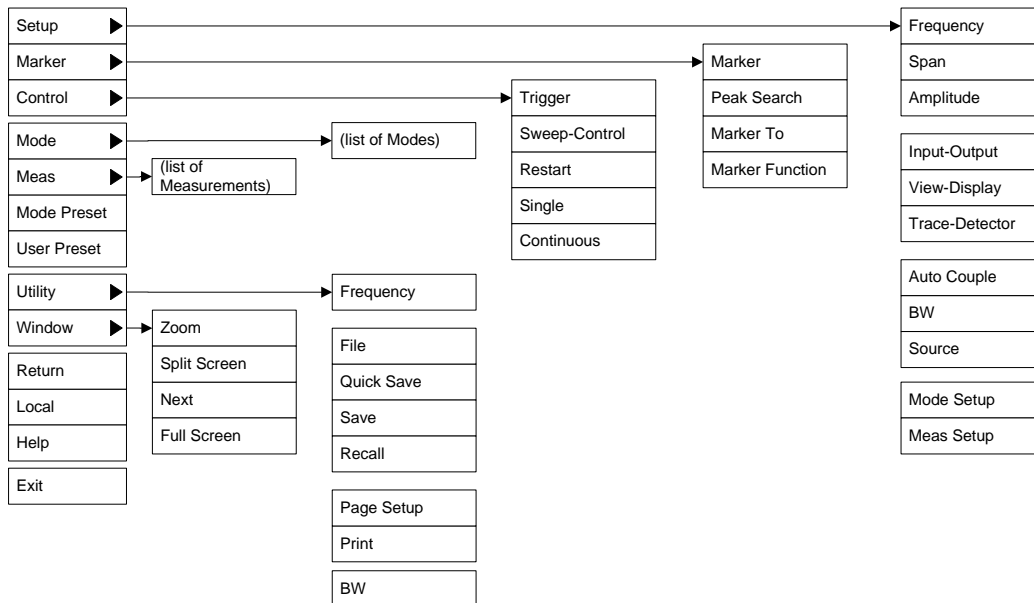 Setup
Marker
Control
Mode
Meas
Mode Preset
User Preset
Utility
Window
Return
Local
Help
Exit
(list of
Measurements)
Zoom
Split Screen
Next
Full Screen
(list of Modes)
Frequency
File
Quick Save
Save
Recall
Page Setup
Print
BW
Trigger
Sweep-Control
Restart
Single
Continuous
Marker
Peak Search
Marker To
Marker Function
Frequency
Span
Amplitude
Input-Output
View-Display
Trace-Detector
Auto Couple
BW
Source
Mode Setup
Meas Setup